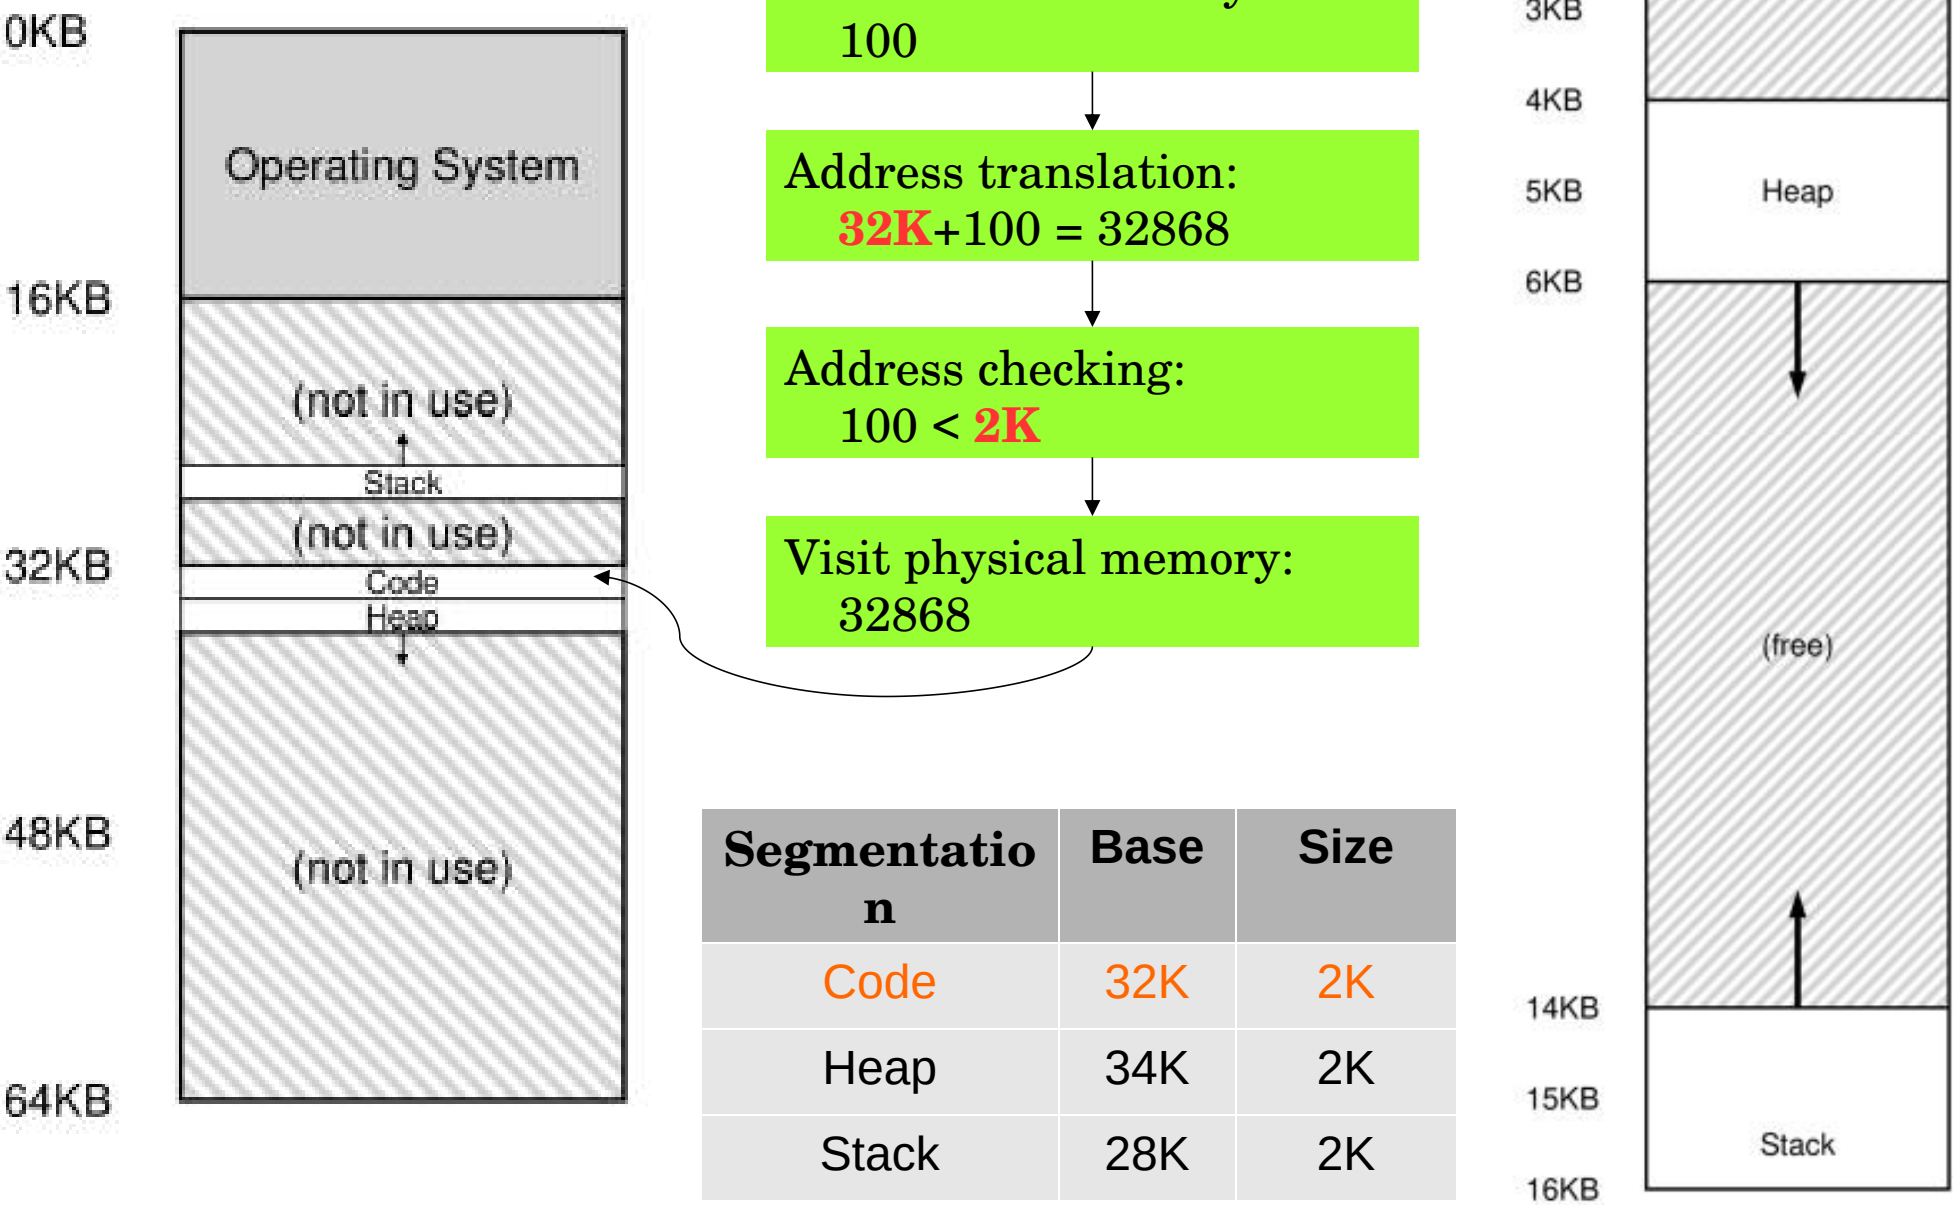 0KB
Operating System
16KB
(not in use)
Stack
(not in use)
32KB
Code
Heap
48KB
(not in use)
64KB
100
Address translation:
32K+100 = 32868
Address checking:
100 < 2K
Visit physical memory:
32868
Segmentatio
n
Base
Size
Code 32K 2K
Heap 34K 2K
Stack 28K 2K
3KB
4KB
5KB
Heap
6KB
(free)
14KB
15KB
Stack
16KB